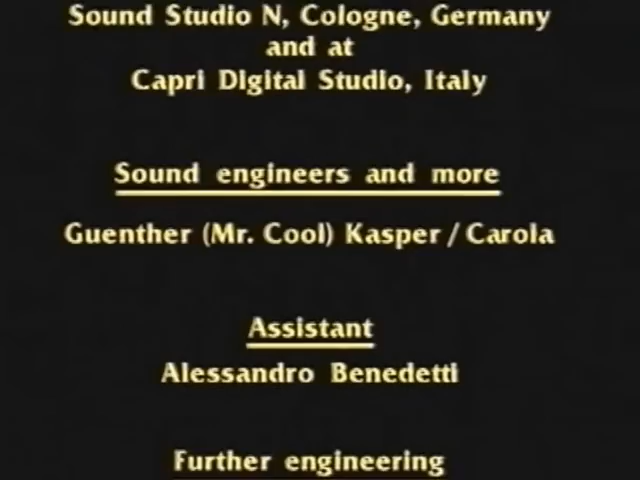 Sound Studio N, Cologne, Germany
and at
Capri Digital Studio, Italy
Sound engineers and more
Guenther (Mr. Cool) Kasper / Carola
Assistant
Alessandro Benedetti
Further engineering